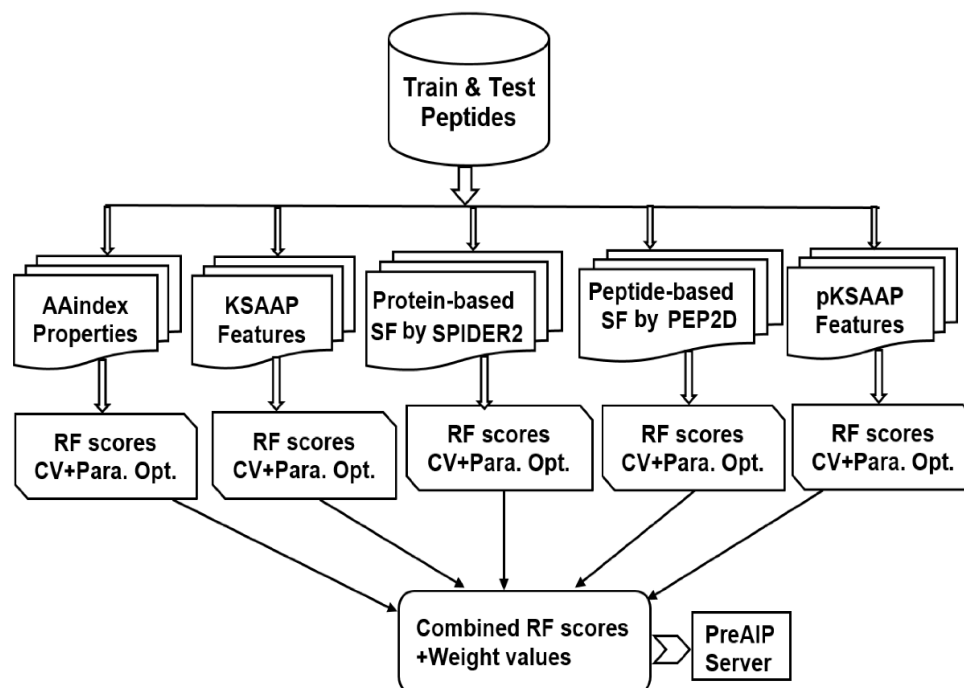 Train & Test
Peptides
AAindex
Properties
KSAAP
Features
Protein-based
SF by SPIDER2
Peptide-based
SF by PEP2D
pKSAAP
Features
RF scores
CV+Para. Opt.
RF scores
CV+Para. Opt.
RF scores
CV+Para. Opt.
RF scores
CV+Para. Opt.
RF scores
CV+Para. Opt.
Combined RF scores
+Weight values
PreAIP
Server